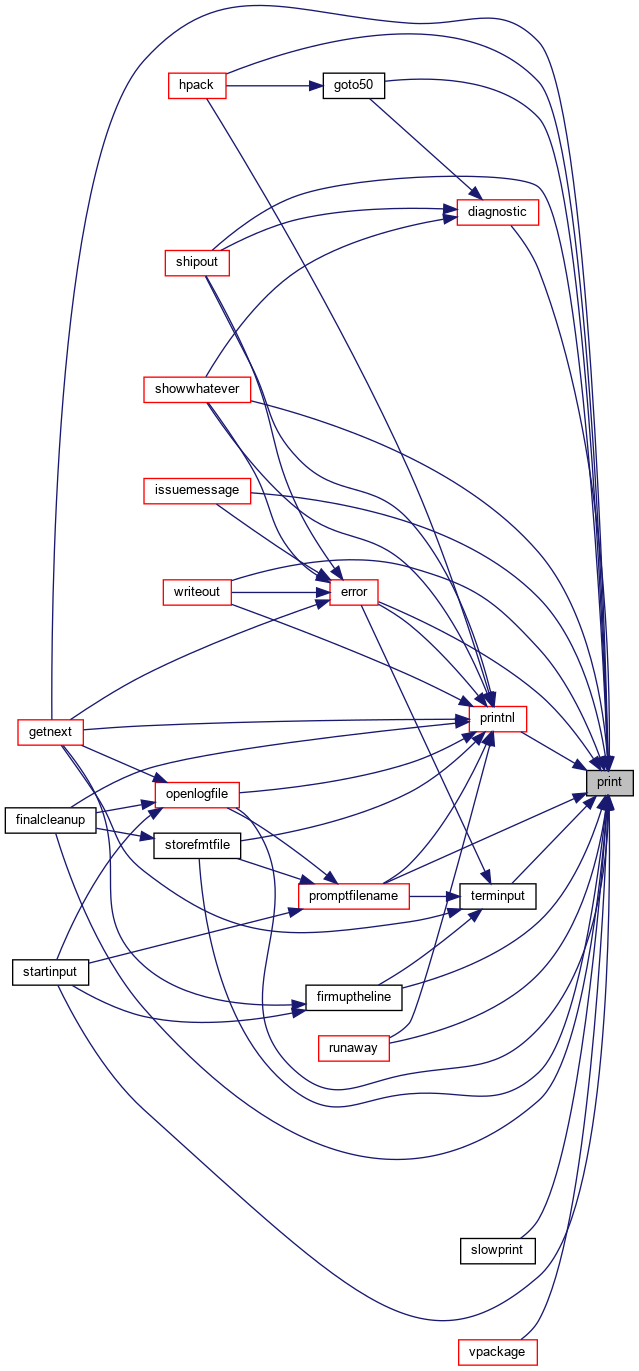 hpack
goto50
diagnostic
shipout
showwhatever
issuemessage
writeout
error
printnl
getnext
print
openlogfile
finalcleanup
storefmtfile
promptfilename
terminput
startinput
firmuptheline
runaway
slowprint
vpackage